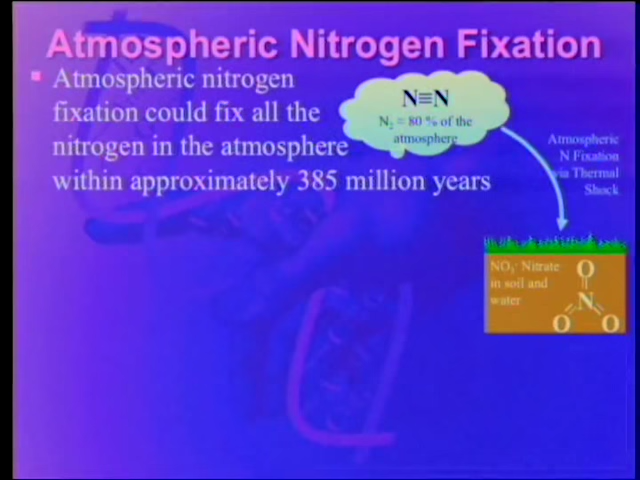 Atmospheric Nitrogen Fixation
Atmospheric nitrogen
fixation could fix all the
nitrogen in the atmosphere
within approximately 385 million years
N≡N
N₂ = 80 % of the
atmosphere
Atmospheric
N Fixation
via Thermal
Shock
NO₃⁻ Nitrate
in soil and
water
O
N
O O